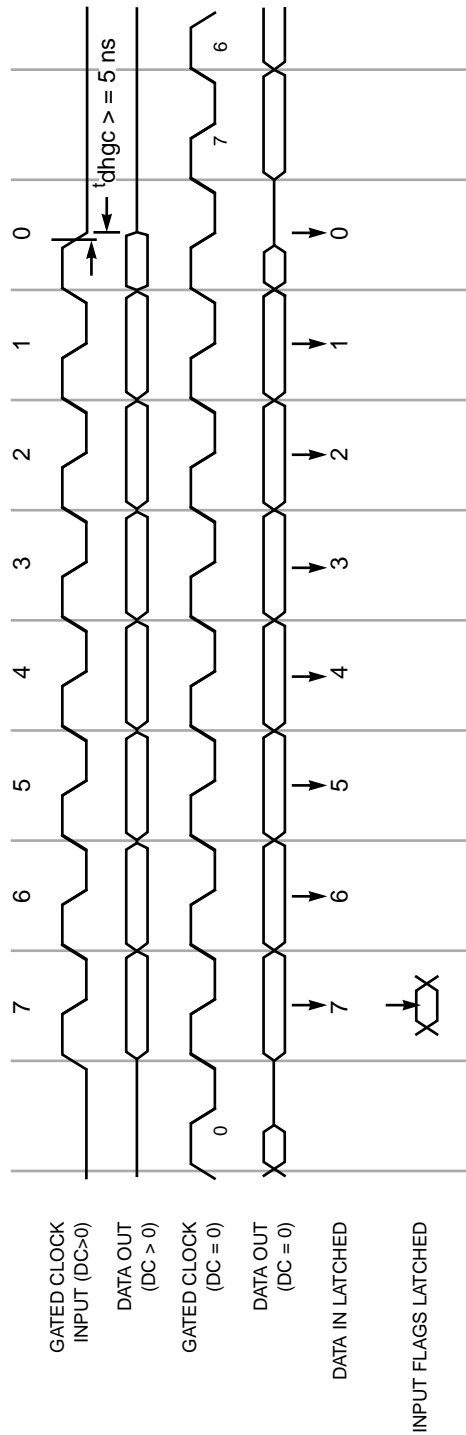 7 6 5 4 3 2 1 0
GATED CLOCK
INPUT (DC>0)
tdhgc > = 5 ns
DATA OUT
(DC > 0)
GATED CLOCK
(DC = 0)
0 7 6
DATA OUT
(DC = 0)
DATA IN LATCHED
7 6 5 4 3 2 1 0
INPUT FLAGS LATCHED